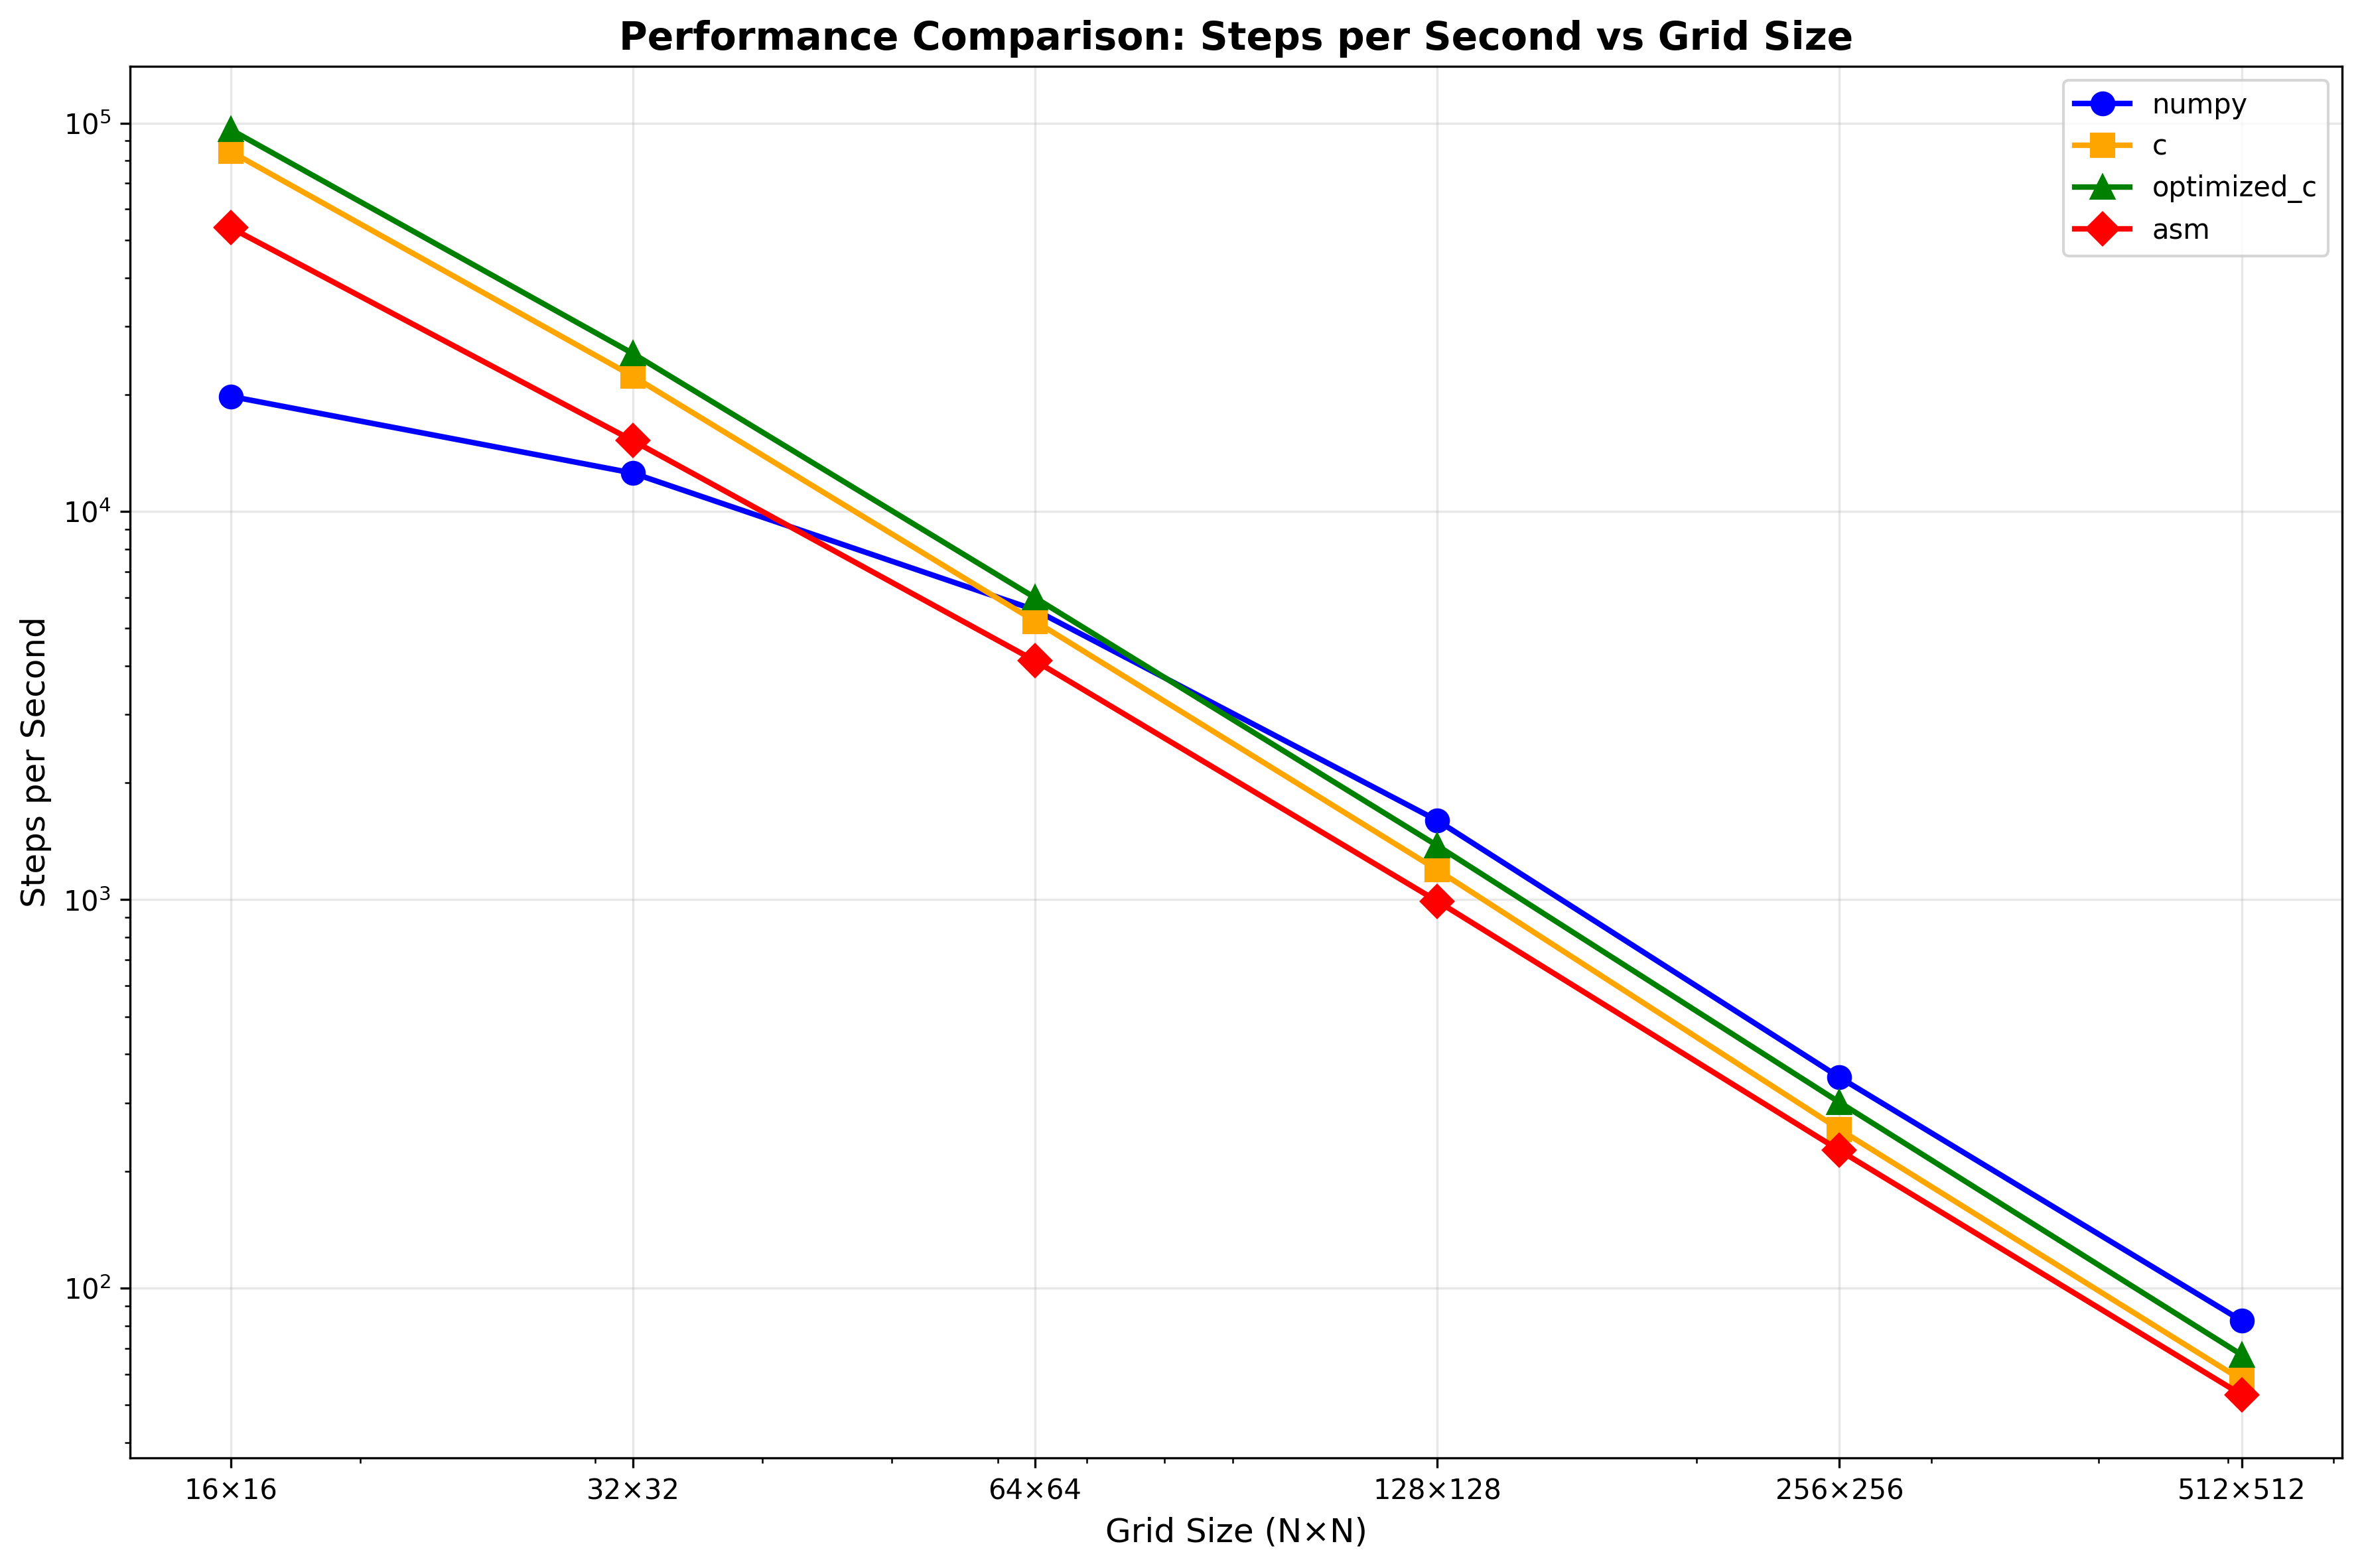 Performance Comparison: Steps per Second vs Grid Size
numpy
c
optimized_c
asm
Steps per Second
10⁵
10⁴
10³
10²
16×16
32×32
64×64
128×128
256×256
512×512
Grid Size (N×N)